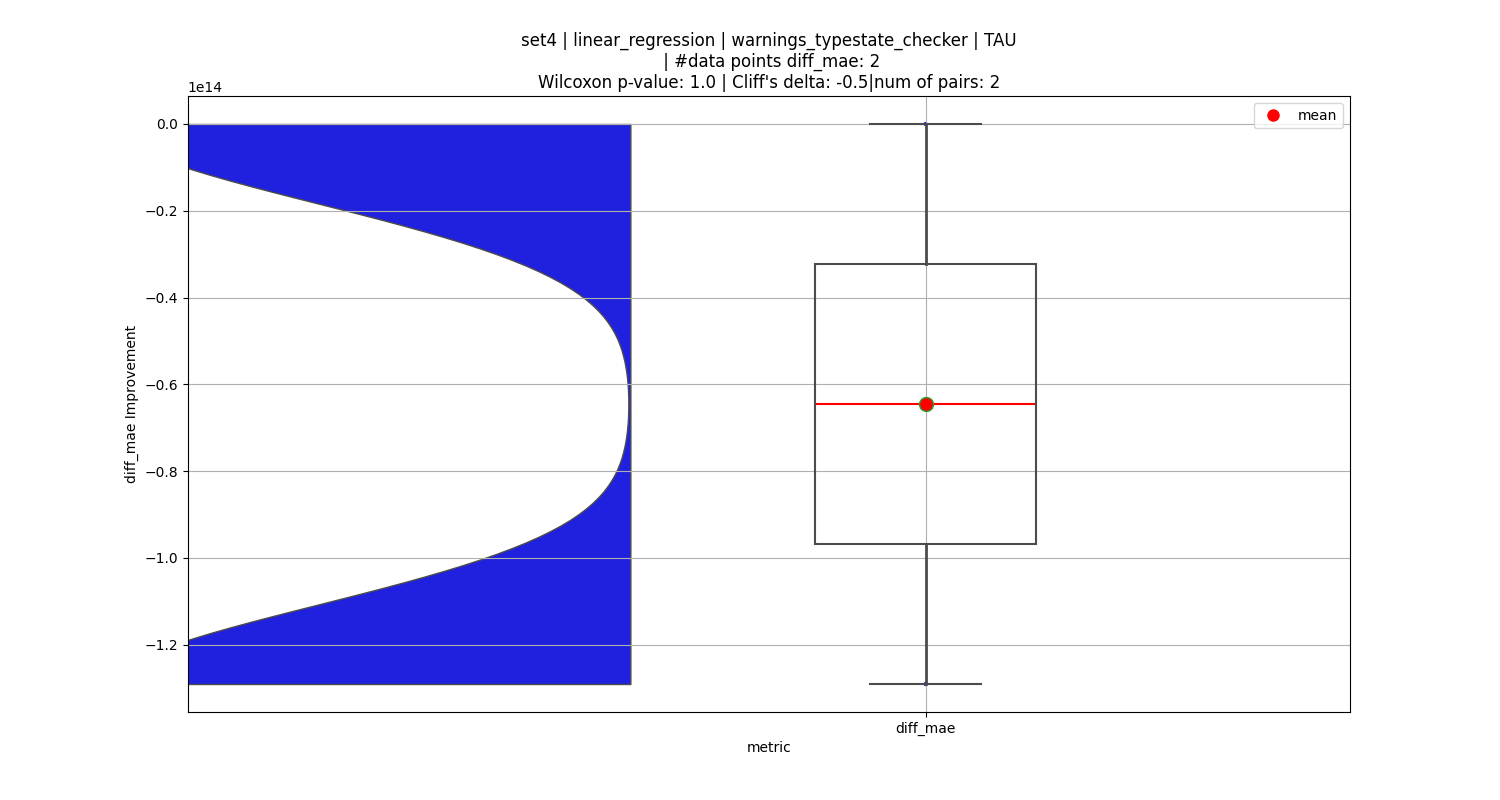 set4 | linear_regression | warnings_typestate_checker | TAU
| #data points diff_mae: 2
Wilcoxon p-value: 1.0 | Cliff's delta: -0.5|num of pairs: 2
1e14
mean
0.0
−0.2
−0.4
−0.6
−0.8
−1.0
−1.2
diff_mae Improvement
diff_mae
metric